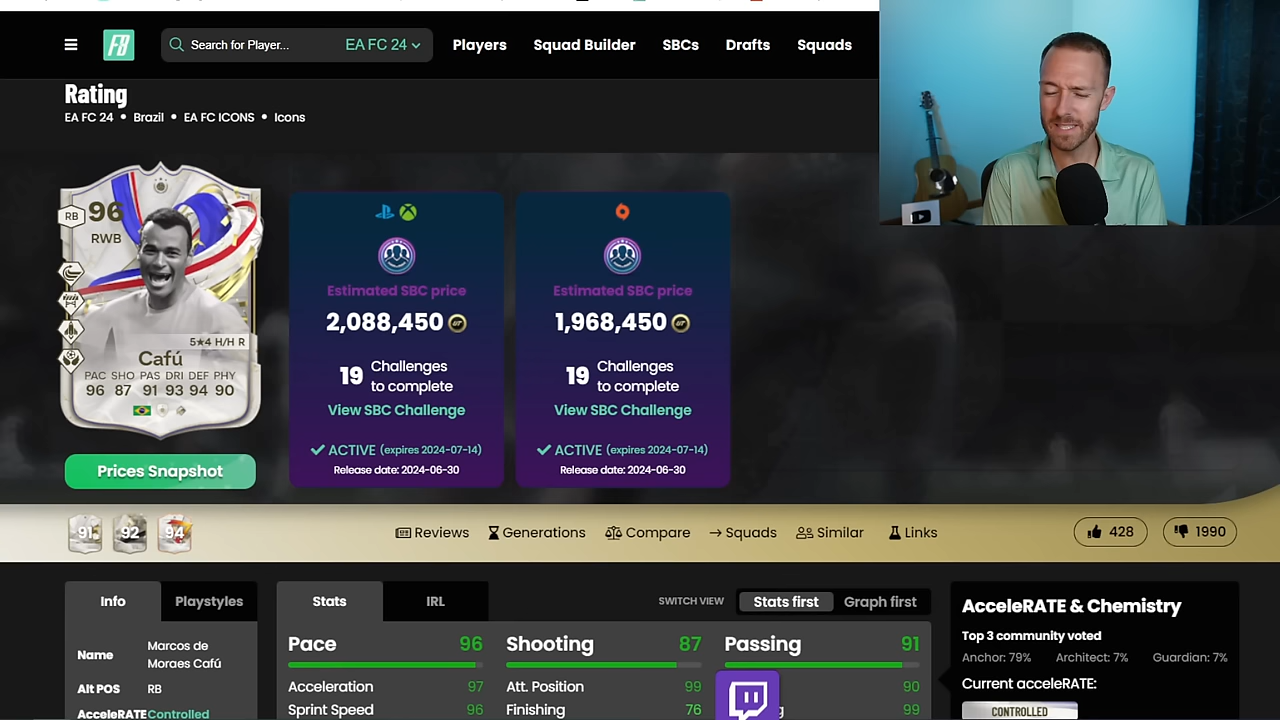 FB
Search for Player...
EA FC 24
Players
Squad Builder
SBCs
Drafts
Squads
Rating
EA FC 24 • Brazil • EA FC ICONS • Icons
RB
96
RWB
5★4 H/H R
Cafú
PAC SHO PAS DRI DEF PHY
96 87 91 93 94 90
Prices Snapshot
Estimated SBC price
2,088,450
UT
19
Challenges
to complete
View SBC Challenge
ACTIVE (expires 2024-07-14)
Release date: 2024-06-30
Estimated SBC price
1,968,450
UT
19
Challenges
to complete
View SBC Challenge
ACTIVE (expires 2024-07-14)
Release date: 2024-06-30
91
92
94
Reviews
Generations
Compare
→ Squads
Similar
Links
428
1990
Info
Playstyles
Name
Marcos de
Moraes Cafú
Alt POS
RB
AcceleRATE
Controlled
Stats
IRL
SWITCH VIEW
Stats first
Graph first
Pace
96
Acceleration
97
Sprint Speed
96
Shooting
87
Att. Position
99
Finishing
76
Passing
91
90
99
AcceleRATE & Chemistry
Top 3 community voted
Anchor: 79%
Architect: 7%
Guardian: 7%
Current acceleRATE:
CONTROLLED